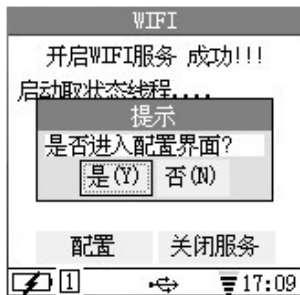 WIFI
开启WIFI服务 成功!!!
启动取状态线程....
提示
是否进入配置界面?
是(Y) 否(N)
配置 关闭服务
1 17:09